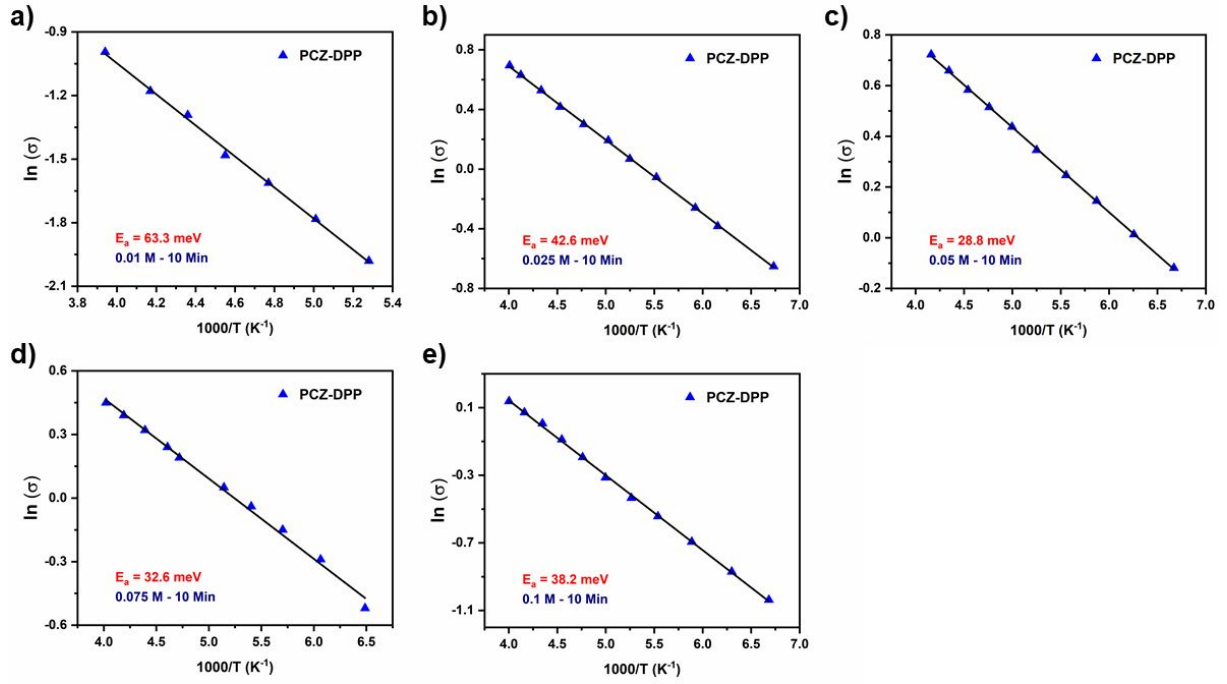 a)
PCZ-DPP
ln (σ)
-0.9
-1.2
-1.5
-1.8
-2.1
E_a = 63.3 meV
0.01 M - 10 Min
3.8 4.0 4.2 4.4 4.6 4.8 5.0 5.2 5.4
1000/T (K⁻¹)
b)
PCZ-DPP
ln (σ)
0.8
0.4
0.0
-0.4
-0.8
E_a = 42.6 meV
0.025 M - 10 Min
4.0 4.5 5.0 5.5 6.0 6.5 7.0
1000/T (K⁻¹)
c)
PCZ-DPP
ln (σ)
0.8
0.6
0.4
0.2
0.0
-0.2
E_a = 28.8 meV
0.05 M - 10 Min
4.0 4.5 5.0 5.5 6.0 6.5 7.0
1000/T (K⁻¹)
d)
PCZ-DPP
ln (σ)
0.6
0.3
0.0
-0.3
-0.6
E_a = 32.6 meV
0.075 M - 10 Min
4.0 4.5 5.0 5.5 6.0 6.5
1000/T (K⁻¹)
e)
PCZ-DPP
ln (σ)
0.1
-0.3
-0.7
-1.1
E_a = 38.2 meV
0.1 M - 10 Min
4.0 4.5 5.0 5.5 6.0 6.5 7.0
1000/T (K⁻¹)